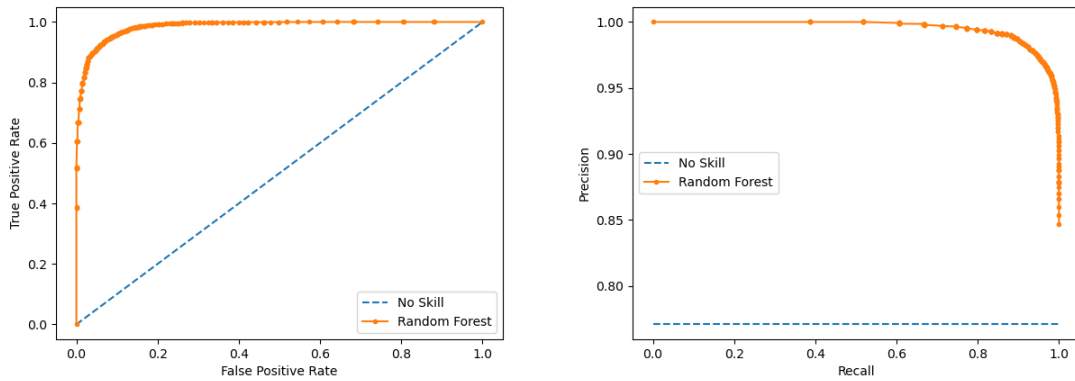 1.0
0.8
0.6
0.4
0.2
0.0
True Positive Rate
0.0 0.2 0.4 0.6 0.8 1.0
False Positive Rate
No Skill
Random Forest
1.00
0.95
0.90
0.85
0.80
Precision
0.0 0.2 0.4 0.6 0.8 1.0
Recall
No Skill
Random Forest